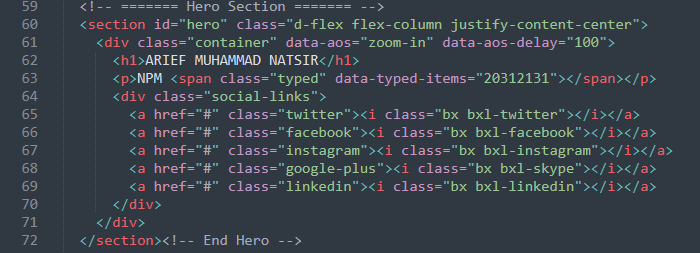 59 <!-- ======= Hero Section ======= -->
60 <section id="hero" class="d-flex flex-column justify-content-center">
61 <div class="container" data-aos="zoom-in" data-aos-delay="100">
62 <h1>ARIEF MUHAMMAD NATSIR</h1>
63 <p>NPM <span class="typed" data-typed-items="20312131"></span></p>
64 <div class="social-links">
65 <a href="#" class="twitter"><i class="bx bxl-twitter"></i></a>
66 <a href="#" class="facebook"><i class="bx bxl-facebook"></i></a>
67 <a href="#" class="instagram"><i class="bx bxl-instagram"></i></a>
68 <a href="#" class="google-plus"><i class="bx bxl-skype"></i></a>
69 <a href="#" class="linkedin"><i class="bx bxl-linkedin"></i></a>
70 </div>
71 </div>
72 </section><!-- End Hero -->